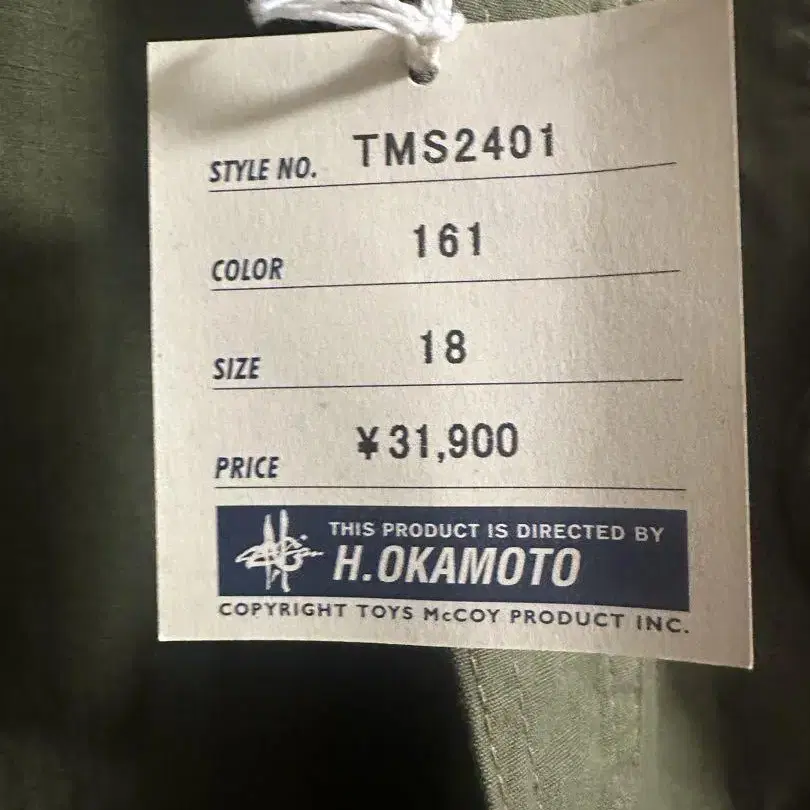 STYLE NO. TMS2401
COLOR 161
SIZE 18
PRICE ¥31,900
THIS PRODUCT IS DIRECTED BY
H.OKAMOTO
COPYRIGHT TOYS McCOY PRODUCT INC.